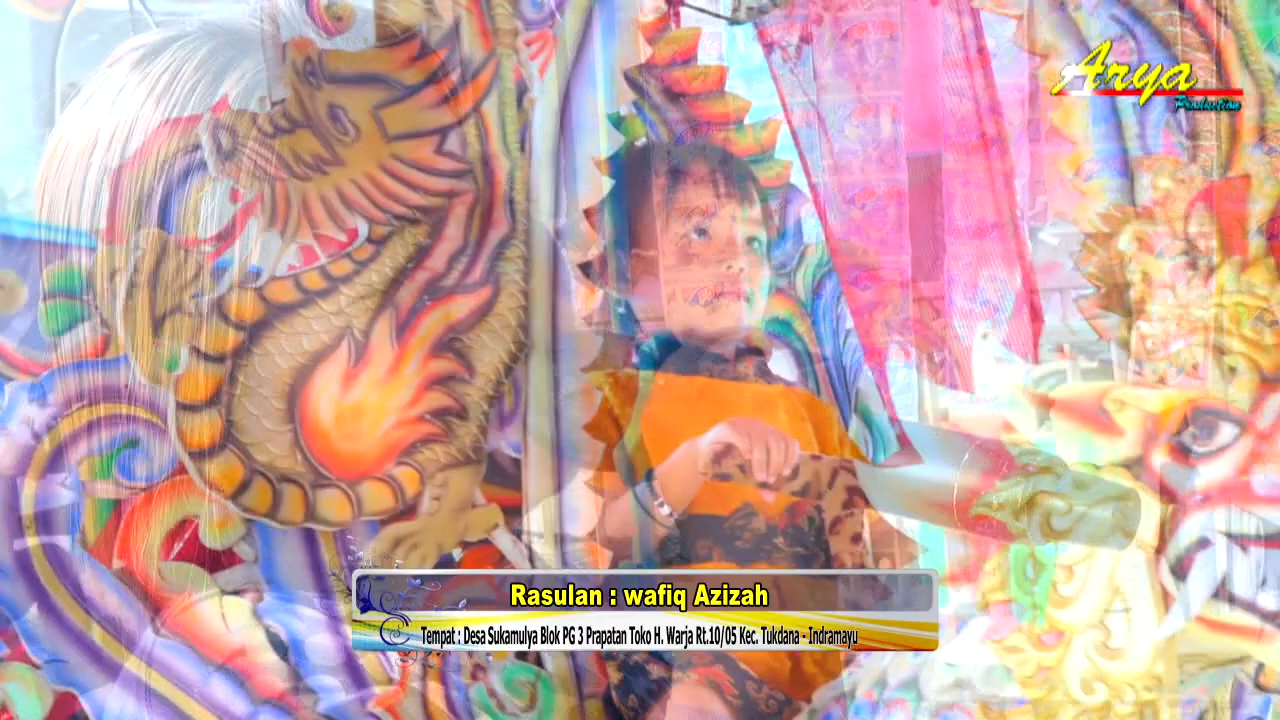 Arya
Production
Rasulan : wafiq Azizah
Tempat : Desa Sukamulya Blok PG 3 Prapatan Toko H. Warja Rt.10/05 Kec. Tukdana - Indramayu